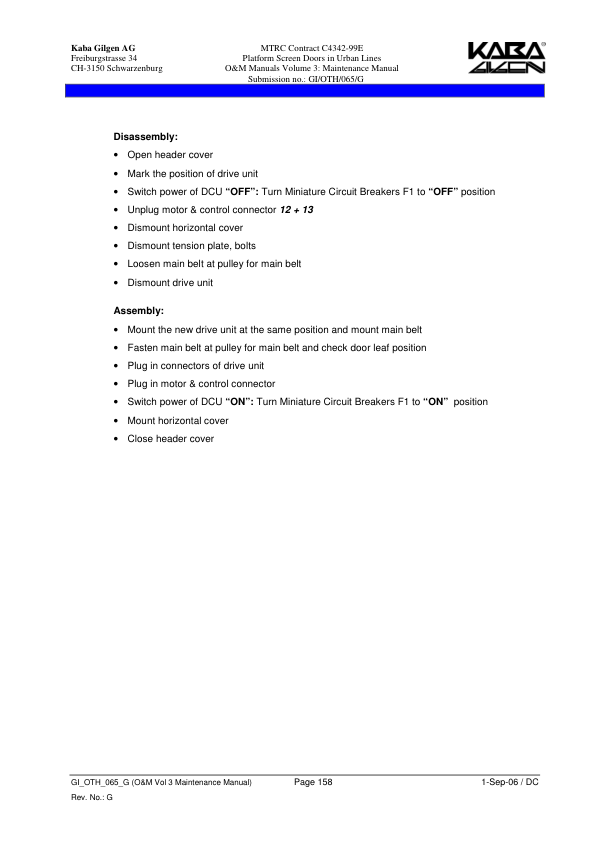 Kaba Gilgen AG
Freiburgstrasse 34
CH-3150 Schwarzenburg
MTRC Contract C4342-99E
Platform Screen Doors in Urban Lines
O&M Manuals Volume 3: Maintenance Manual
Submission no.: GI/OTH/065/G
KABA®
GILGEN
Disassembly:
• Open header cover
• Mark the position of drive unit
• Switch power of DCU “OFF”: Turn Miniature Circuit Breakers F1 to “OFF” position
• Unplug motor & control connector 12 + 13
• Dismount horizontal cover
• Dismount tension plate, bolts
• Loosen main belt at pulley for main belt
• Dismount drive unit
Assembly:
• Mount the new drive unit at the same position and mount main belt
• Fasten main belt at pulley for main belt and check door leaf position
• Plug in connectors of drive unit
• Plug in motor & control connector
• Switch power of DCU “ON”: Turn Miniature Circuit Breakers F1 to “ON” position
• Mount horizontal cover
• Close header cover
GI_OTH_065_G (O&M Vol 3 Maintenance Manual) Page 158 1-Sep-06 / DC
Rev. No.: G